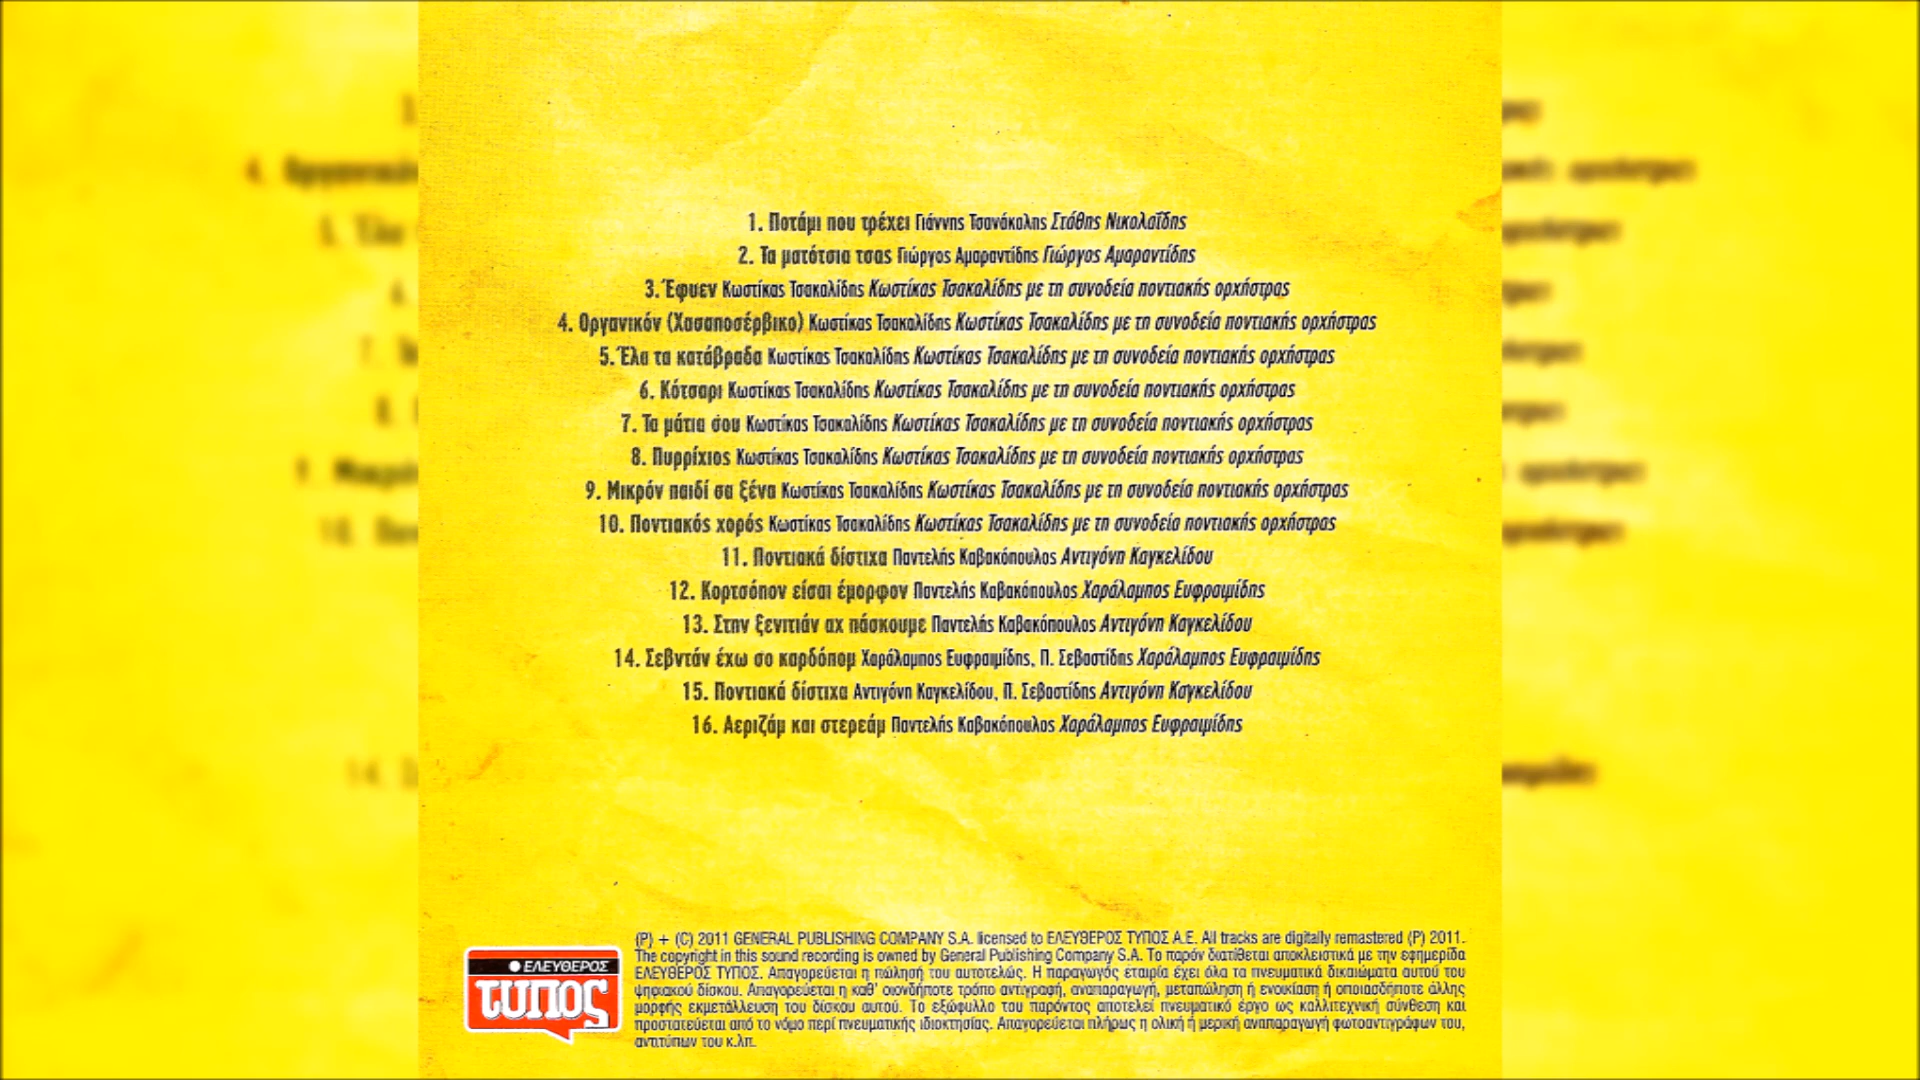 1. Ποτάμι που τρέχει Γιάννης Τσανάκαλης Στάθης Νικολαΐδης
2. Τα ματότσια τσας Γιώργος Αμαραντίδης Γιώργος Αμαραντίδης
3. Έφυεν Κωστίκας Τσακαλίδης Κωστίκας Τσακαλίδης με τη συνοδεία ποντιακής ορχήστρας
4. Οργανικόν (Χασαποσέρβικο) Κωστίκας Τσακαλίδης Κωστίκας Τσακαλίδης με τη συνοδεία ποντιακής ορχήστρας
5. Έλα τα κατάβραδα Κωστίκας Τσακαλίδης Κωστίκας Τσακαλίδης με τη συνοδεία ποντιακής ορχήστρας
6. Κότσαρι Κωστίκας Τσακαλίδης Κωστίκας Τσακαλίδης με τη συνοδεία ποντιακής ορχήστρας
7. Τα μάτια σου Κωστίκας Τσακαλίδης Κωστίκας Τσακαλίδης με τη συνοδεία ποντιακής ορχήστρας
8. Πυρρίχιος Κωστίκας Τσακαλίδης Κωστίκας Τσακαλίδης με τη συνοδεία ποντιακής ορχήστρας
9. Μικρόν παιδί σα ξένα Κωστίκας Τσακαλίδης Κωστίκας Τσακαλίδης με τη συνοδεία ποντιακής ορχήστρας
10. Ποντιακός χορός Κωστίκας Τσακαλίδης Κωστίκας Τσακαλίδης με τη συνοδεία ποντιακής ορχήστρας
11. Ποντιακά δίστιχα Παντελής Καβακόπουλος Αντιγόνη Καγκελίδου
12. Κορτσόπον είσαι έμορφον Παντελής Καβακόπουλος Χαράλαμπος Ευφραιμίδης
13. Στην ξενιτιάν αχ πάσκουμε Παντελής Καβακόπουλος Αντιγόνη Καγκελίδου
14. Σεβντάν έχω σο καρδόπομ Χαράλαμπος Ευφραιμίδης, Π. Σεβαστίδης Χαράλαμπος Ευφραιμίδης
15. Ποντιακά δίστιχα Αντιγόνη Καγκελίδου, Π. Σεβαστίδης Αντιγόνη Καγκελίδου
16. Αεριζάμ και στερεάμ Παντελής Καβακόπουλος Χαράλαμπος Ευφραιμίδης
ΕΛΕΥΘΕΡΟΣ
ΤΥΠΟΣ
(P) + (C) 2011 GENERAL PUBLISHING COMPANY S.A. licensed to ΕΛΕΥΘΕΡΟΣ ΤΥΠΟΣ Α.Ε. All tracks are digitally remastered (P) 2011.
The copyright in this sound recording is owned by General Publishing Company S.A. Το παρόν διατίθεται αποκλειστικά με την εφημερίδα
ΕΛΕΥΘΕΡΟΣ ΤΥΠΟΣ. Απαγορεύεται η πώλησή του αυτοτελώς. Η παραγωγός εταιρία έχει όλα τα πνευματικά δικαιώματα αυτού του
ψηφιακού δίσκου. Απαγορεύεται η καθ' οιονδήποτε τρόπο αντιγραφή, αναπαραγωγή, μεταπώληση ή ενοικίαση ή οποιασδήποτε άλλης
μορφής εκμετάλλευση του δίσκου αυτού. Το εξώφυλλο του παρόντος αποτελεί πνευματικό έργο ως καλλιτεχνική σύνθεση και
προστατεύεται από το νόμο περί πνευματικής ιδιοκτησίας. Απαγορεύεται πλήρως η ολική ή μερική αναπαραγωγή φωτοαντιγράφων του,
αντιτύπων του κ.λπ.